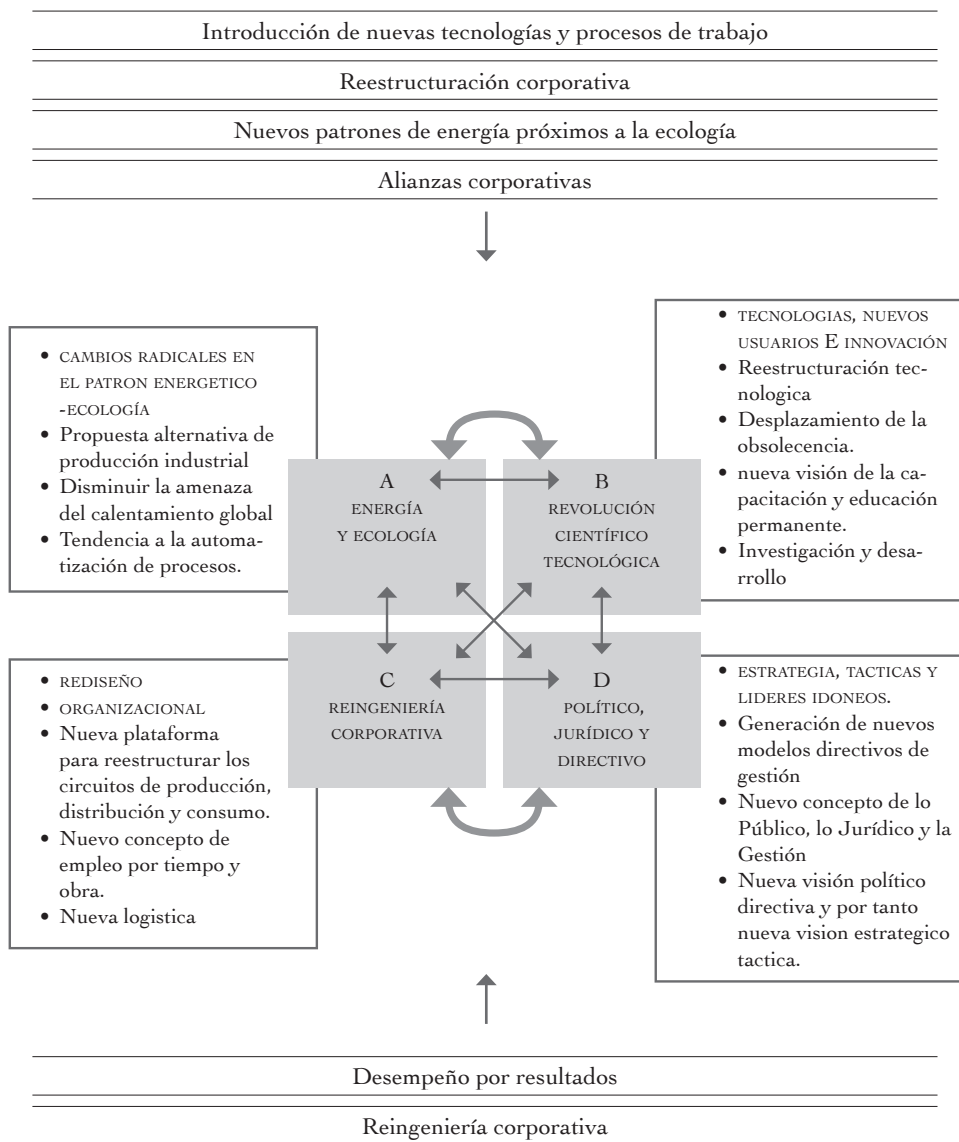 Introducción de nuevas tecnologías y procesos de trabajo
Reestructuración corporativa
Nuevos patrones de energía próximos a la ecología
Alianzas corporativas
• CAMBIOS RADICALES EN
EL PATRON ENERGETICO
-ECOLOGÍA
• Propuesta alternativa de
producción industrial
• Disminuir la amenaza
del calentamiento global
• Tendencia a la automa-
tización de procesos.
• TECNOLOGIAS, NUEVOS
USUARIOS E INNOVACIÓN
• Reestructuración tec-
nologica
• Desplazamiento de la
obsolecencia.
• nueva visión de la ca-
pacitación y educación
permanente.
• Investigación y desa-
rrollo
A
ENERGÍA
Y ECOLOGÍA
B
REVOLUCIÓN
CIENTÍFICO
TECNOLÓGICA
C
REINGENIERÍA
CORPORATIVA
D
POLÍTICO,
JURÍDICO Y
DIRECTIVO
• REDISEÑO
• ORGANIZACIONAL
• Nueva plataforma
para reestructurar los
circuitos de producción,
distribución y consumo.
• Nuevo concepto de
empleo por tiempo y
obra.
• Nueva logistica
• ESTRATEGIA, TACTICAS Y
LIDERES IDONEOS.
• Generación de nuevos
modelos directivos de
gestión
• Nuevo concepto de lo
Público, lo Jurídico y la
Gestión
• Nueva visión político
directiva y por tanto
nueva vision estrategico
tactica.
Desempeño por resultados
Reingeniería corporativa